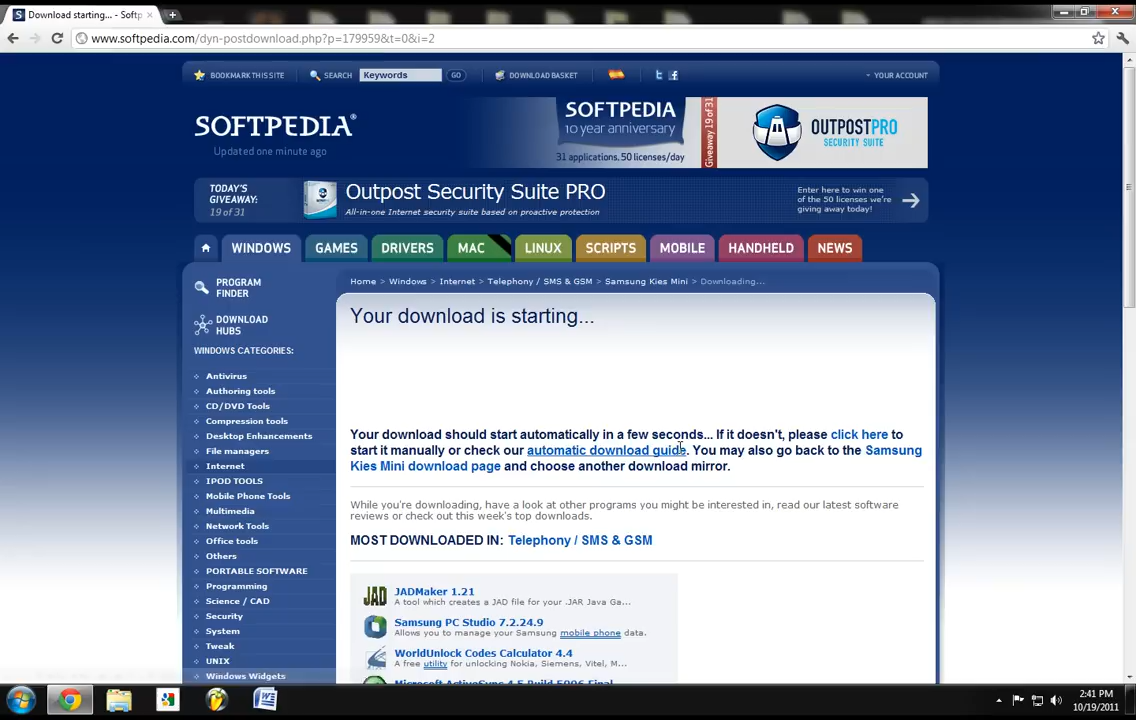 Download starting... - Softp
www.softpedia.com/dyn-postdownload.php?p=179959&t=0&i=2
BOOKMARK THIS SITE
SEARCH
Keywords
GO
DOWNLOAD BASKET
YOUR ACCOUNT
SOFTPEDIA®
Updated one minute ago
SOFTPEDIA
10 year anniversary
31 applications, 50 licenses/day
Giveaway 19 of 31
OUTPOSTPRO
SECURITY SUITE
TODAY'S
GIVEAWAY:
19 of 31
Outpost Security Suite PRO
All-in-one Internet security suite based on proactive protection
Enter here to win one
of the 50 licenses we're
giving away today!
WINDOWS
GAMES
DRIVERS
MAC
LINUX
SCRIPTS
MOBILE
HANDHELD
NEWS
PROGRAM
FINDER
DOWNLOAD
HUBS
WINDOWS CATEGORIES:
Antivirus
Authoring tools
CD/DVD Tools
Compression tools
Desktop Enhancements
File managers
Internet
IPOD TOOLS
Mobile Phone Tools
Multimedia
Network Tools
Office tools
Others
PORTABLE SOFTWARE
Programming
Science / CAD
Security
System
Tweak
UNIX
Windows Widgets
Home > Windows > Internet > Telephony / SMS & GSM > Samsung Kies Mini > Downloading...
Your download is starting...
Your download should start automatically in a few seconds... If it doesn't, please click here to
start it manually or check our automatic download guide. You may also go back to the Samsung
Kies Mini download page and choose another download mirror.
While you're downloading, have a look at other programs you might be interested in, read our latest software
reviews or check out this week's top downloads.
MOST DOWNLOADED IN: Telephony / SMS & GSM
JAD
JADMaker 1.21
A tool which creates a JAD file for your .JAR Java Ga...
Samsung PC Studio 7.2.24.9
Allows you to manage your Samsung mobile phone data.
WorldUnlock Codes Calculator 4.4
A free utility for unlocking Nokia, Siemens, Vitel, M...
Microsoft ActiveSync 4.5 Build 5096 Final
2:41 PM
10/19/2011